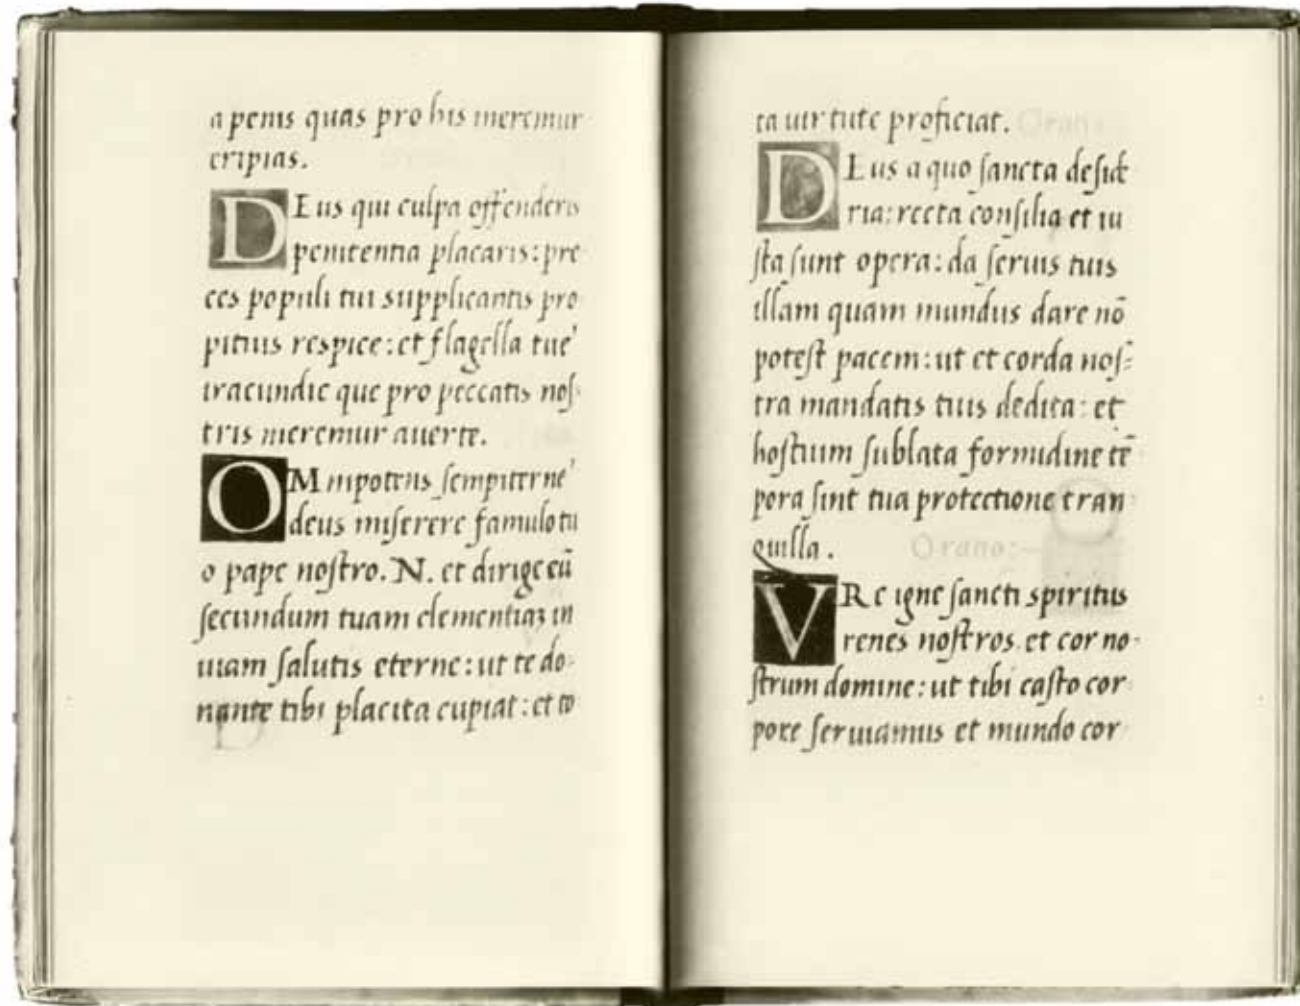 a penis quas pro his meremur
eripias.
DEus qui culpa offenderis
penitentia placaris: pre
ces populi tui supplicantis pro
pitius respice: et flagella tue
iracundie que pro peccatis noſ
tris meremur auerte.
OMnipotens ſempiterne
deus miſerere famulo tu
o pape noſtro. N. et dirige eū
ſecundum tuam clementiaʒ in
uiam ſalutis eterne: ut te do
nante tibi placita cupiat: et to
ta uirtute proficiat.
DEus a quo ſancta deſide
ria: recta conſilia et iu
ſta ſunt opera: da ſeruis tuis
illam quam mundus dare nō
poteſt pacem: ut et corda noſ=
tra mandatis tuis dedita: et
hoſtium ſublata formidine tē
pora ſint tua protectione tran
quilla.
VRe igne ſancti spiritus
renes noſtros et cor no
ſtrum domine: ut tibi caſto cor
pore ſeruiamus et mundo cor